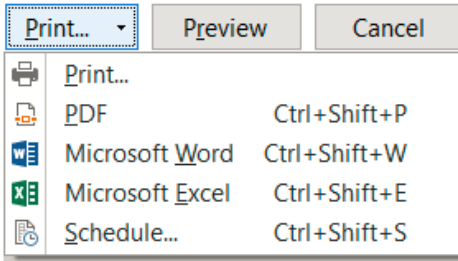 Print... Preview Cancel
Print...
PDF Ctrl+Shift+P
Microsoft Word Ctrl+Shift+W
Microsoft Excel Ctrl+Shift+E
Schedule... Ctrl+Shift+S